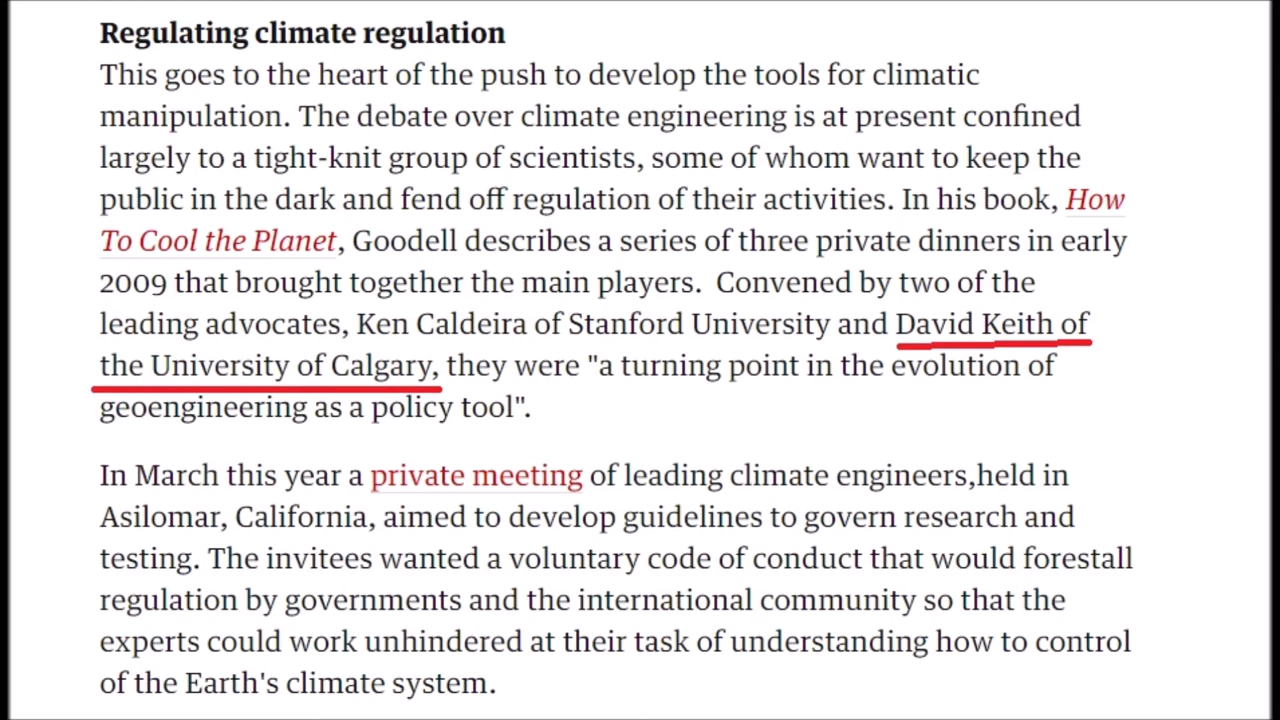 Regulating climate regulation
This goes to the heart of the push to develop the tools for climatic
manipulation. The debate over climate engineering is at present confined
largely to a tight-knit group of scientists, some of whom want to keep the
public in the dark and fend off regulation of their activities. In his book, How
To Cool the Planet, Goodell describes a series of three private dinners in early
2009 that brought together the main players.  Convened by two of the
leading advocates, Ken Caldeira of Stanford University and David Keith of
the University of Calgary, they were "a turning point in the evolution of
geoengineering as a policy tool".
In March this year a private meeting of leading climate engineers,held in
Asilomar, California, aimed to develop guidelines to govern research and
testing. The invitees wanted a voluntary code of conduct that would forestall
regulation by governments and the international community so that the
experts could work unhindered at their task of understanding how to control
of the Earth's climate system.